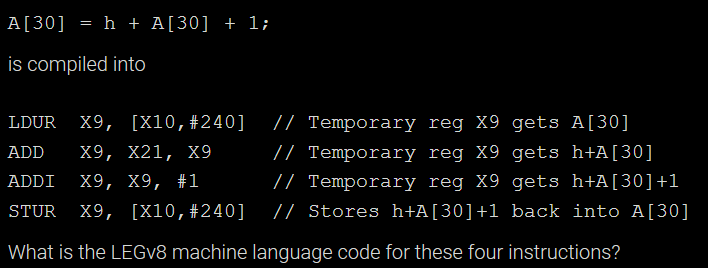 A[30] = h + A[30] + 1;
is compiled into
LDUR X9, [X10,#240] // Temporary reg X9 gets A[30]
ADD X9, X21, X9 // Temporary reg X9 gets h+A[30]
ADDI X9, X9, #1 // Temporary reg X9 gets h+A[30]+1
STUR X9, [X10,#240] // Stores h+A[30]+1 back into A[30]
What is the LEGv8 machine language code for these four instructions?